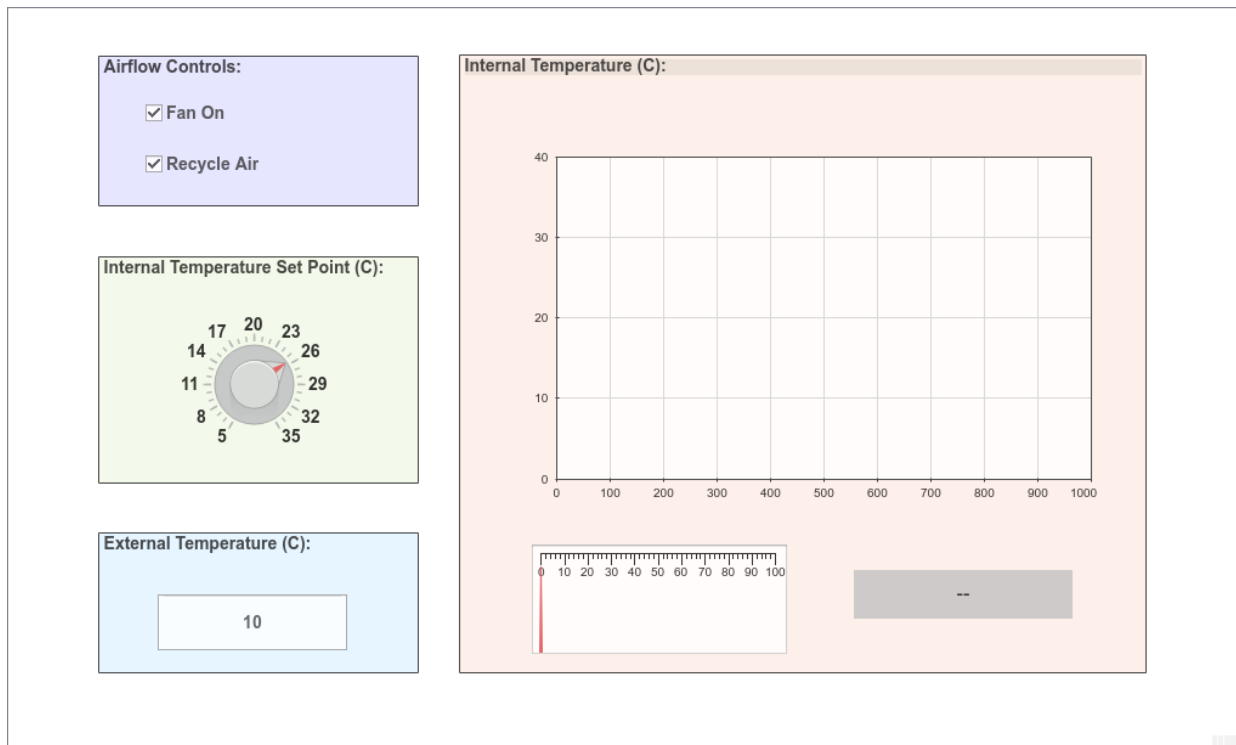 Airflow Controls:
Fan On
Recycle Air
Internal Temperature Set Point (C):
20
17 23
14 26
11 29
8 32
5 35
External Temperature (C):
10
Internal Temperature (C):
40
30
20
10
0
0 100 200 300 400 500 600 700 800 900 1000
0 10 20 30 40 50 60 70 80 90 100
--